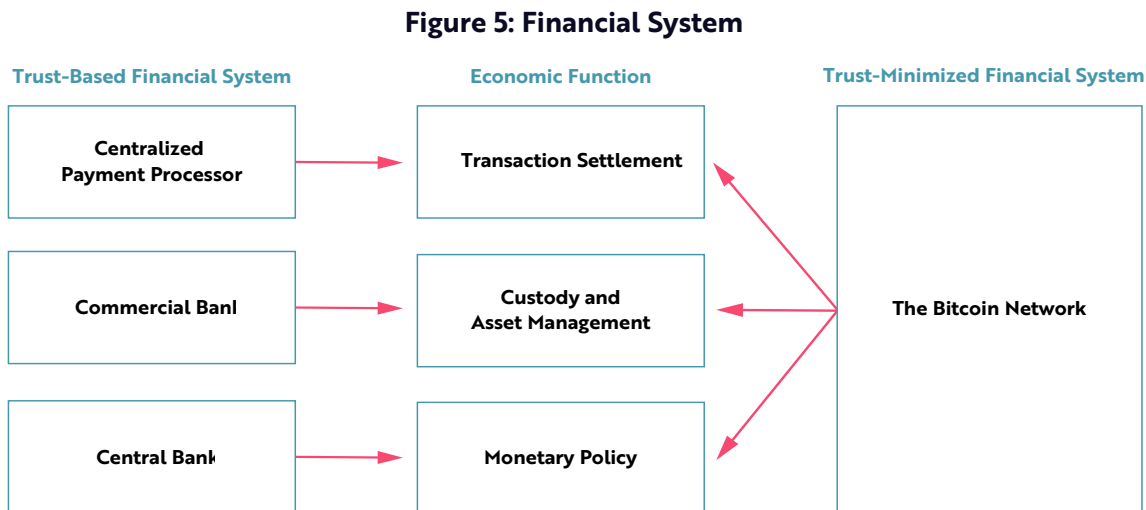 Figure 5: Financial System
Trust-Based Financial System
Economic Function
Trust-Minimized Financial System
Centralized
Payment Processor
Transaction Settlement
Commercial Bank
Custody and
Asset Management
The Bitcoin Network
Central Bank
Monetary Policy